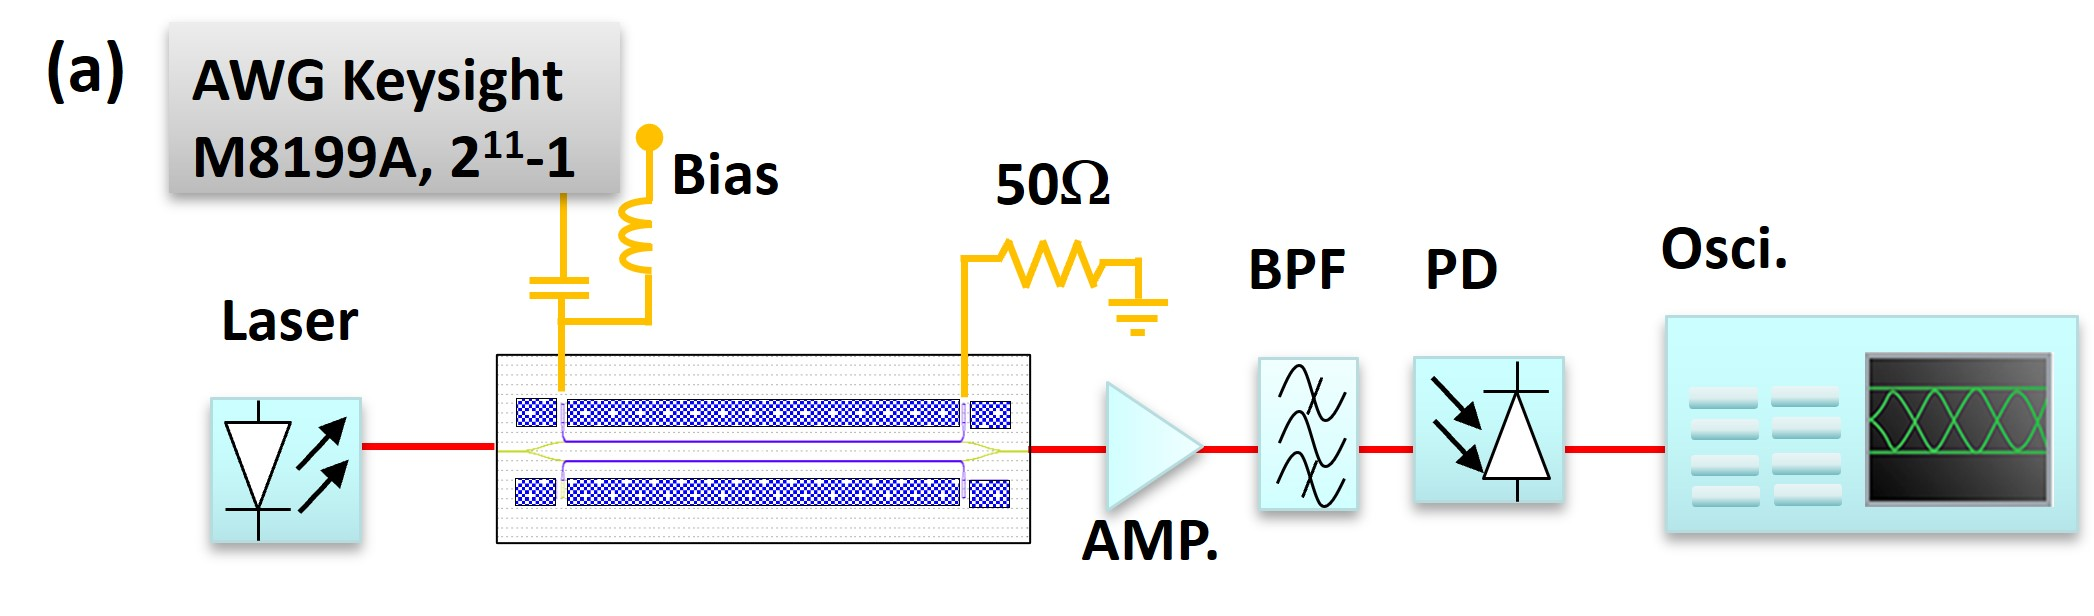 (a)
AWG Keysight
M8199A, 2¹¹-1
Bias
50Ω
Laser
BPF
PD
Osci.
AMP.